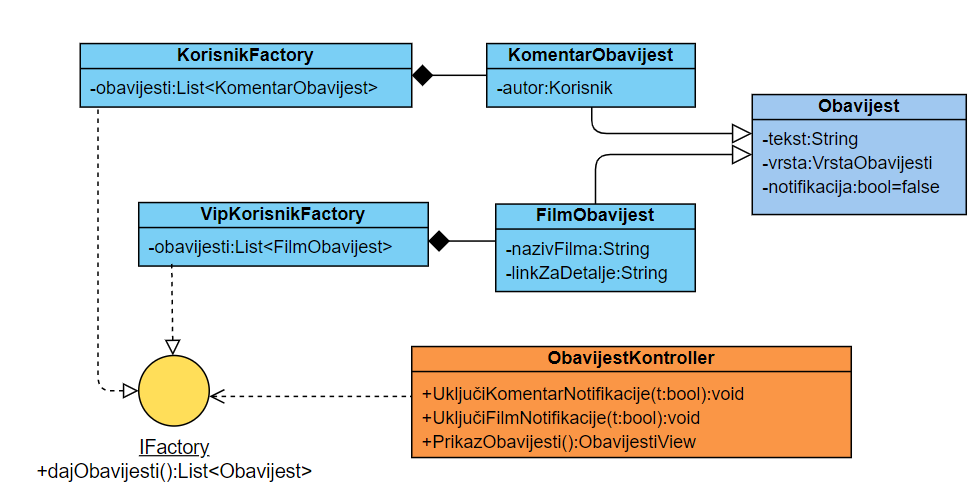 KorisnikFactory
-obavijesti:List<KomentarObavijest>
KomentarObavijest
-autor:Korisnik
Obavijest
-tekst:String
-vrsta:VrstaObavijesti
-notifikacija:bool=false
VipKorisnikFactory
-obavijesti:List<FilmObavijest>
FilmObavijest
-nazivFilma:String
-linkZaDetalje:String
ObavijestKontroller
+UključiKomentarNotifikacije(t:bool):void
+UključiFilmNotifikacije(t:bool):void
+PrikazObavijesti():ObavijestiView
IFactory
+dajObavijesti():List<Obavijest>